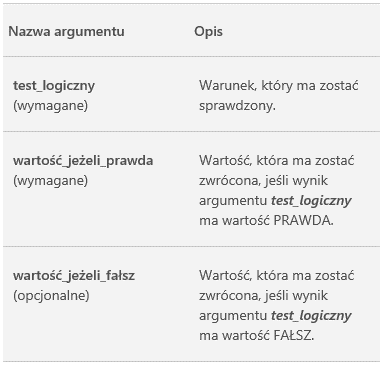 Nazwa argumentu Opis
test_logiczny Warunek, który ma zostać
(wymagane) sprawdzony.
wartość_jeżeli_prawda Wartość, która ma zostać
(wymagane) zwrócona, jeśli wynik
argumentu test_logiczny
ma wartość PRAWDA.
wartość_jeżeli_fałsz Wartość, która ma zostać
(opcjonalne) zwrócona, jeśli wynik
argumentu test_logiczny
ma wartość FAŁSZ.